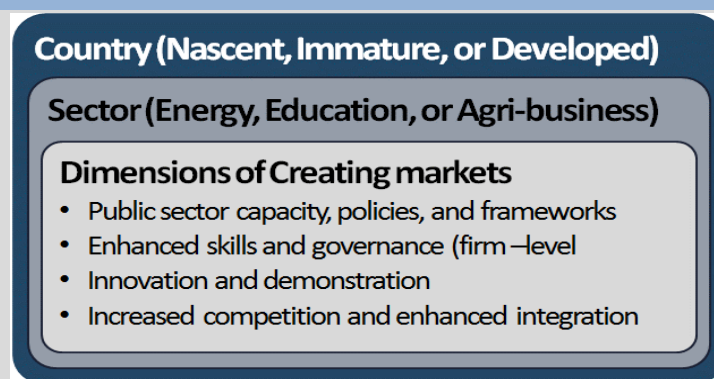 Country (Nascent, Immature, or Developed)
Sector (Energy, Education, or Agri-business)
Dimensions of Creating markets
• Public sector capacity, policies, and frameworks
• Enhanced skills and governance (firm –level
• Innovation and demonstration
• Increased competition and enhanced integration